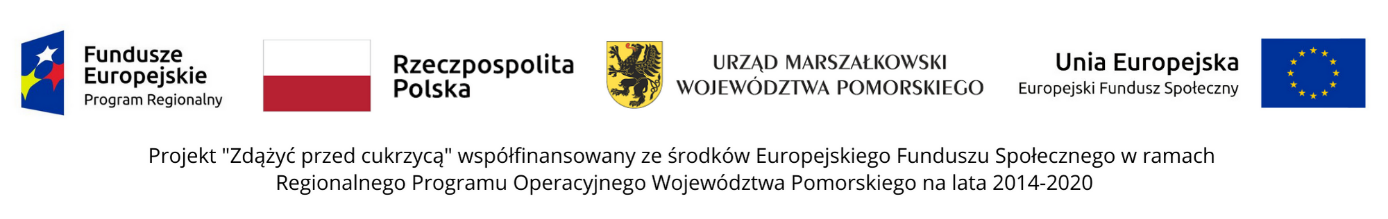 Fundusze
Europejskie
Program Regionalny
Rzeczpospolita
Polska
URZĄD MARSZAŁKOWSKI
WOJEWÓDZTWA POMORSKIEGO
Unia Europejska
Europejski Fundusz Społeczny
Projekt "Zdążyć przed cukrzycą" współfinansowany ze środków Europejskiego Funduszu Społecznego w ramach
Regionalnego Programu Operacyjnego Województwa Pomorskiego na lata 2014-2020